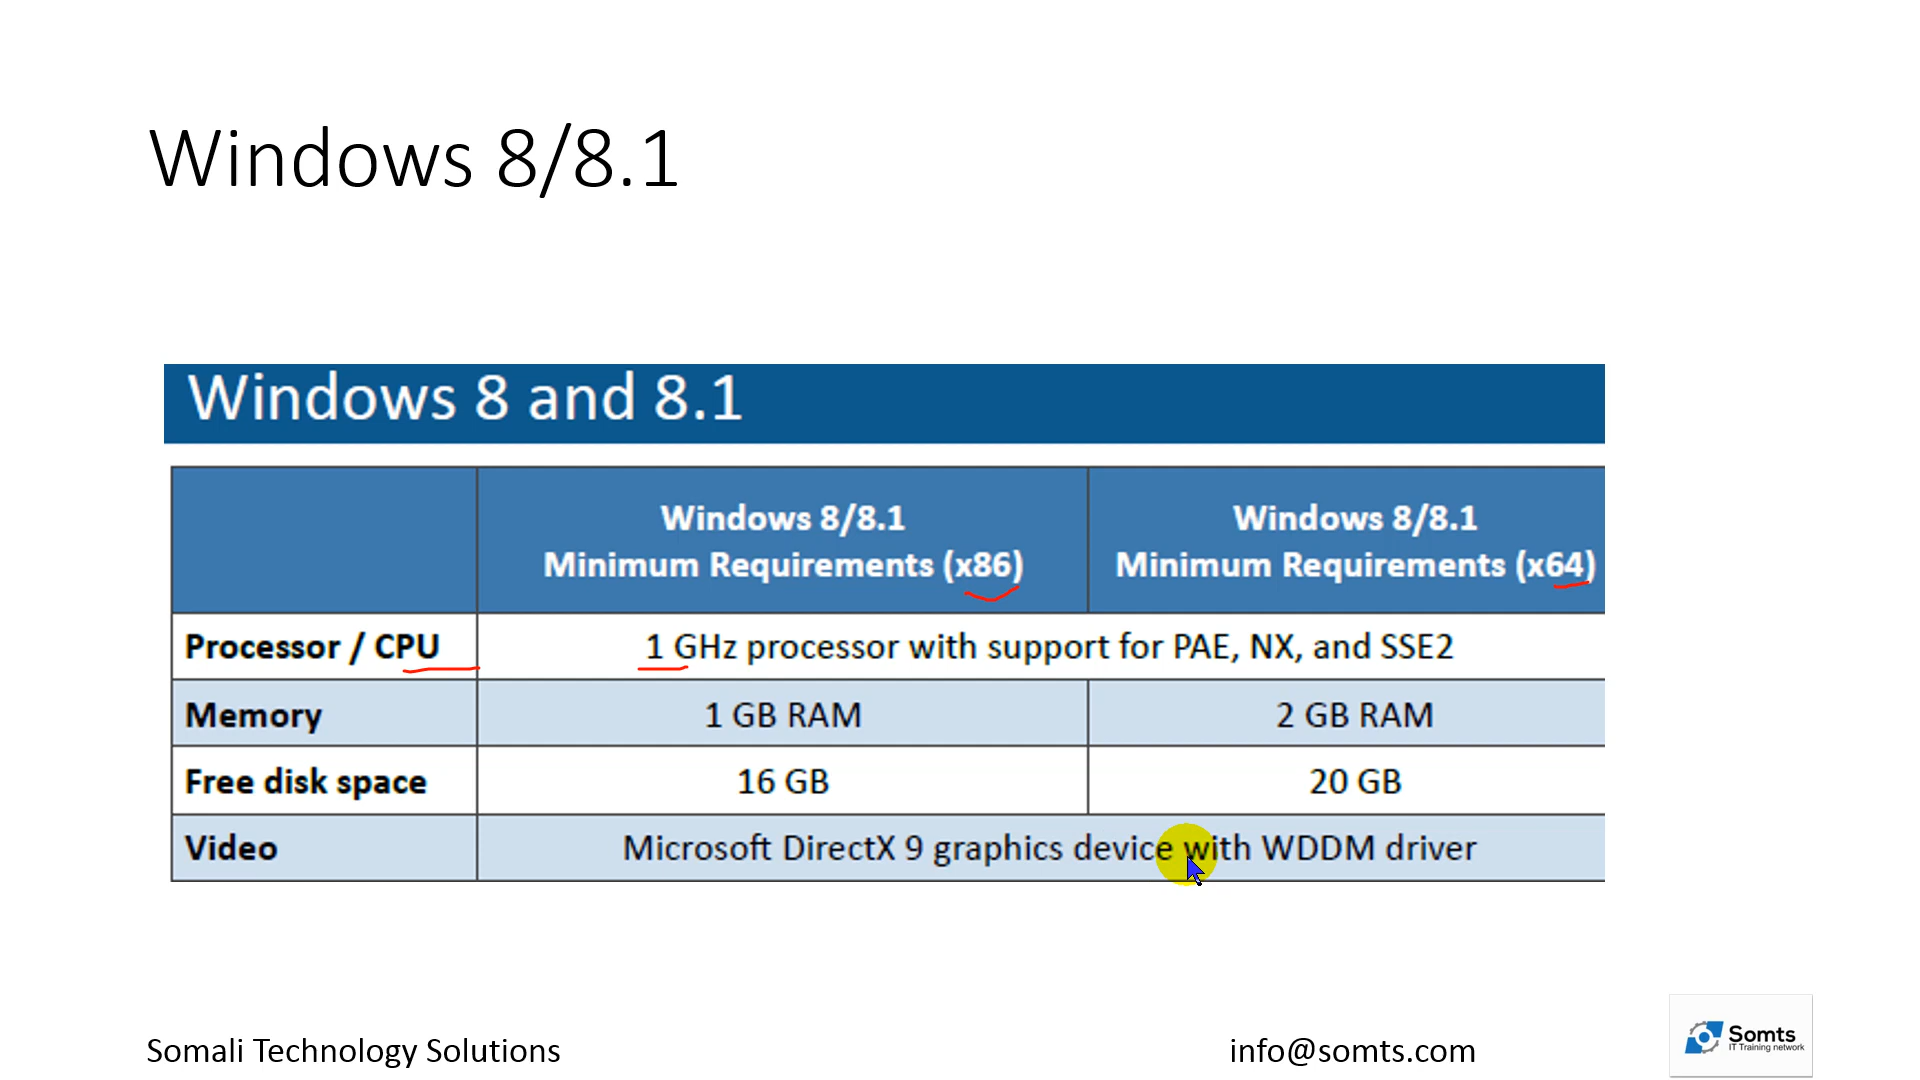 Windows 8/8.1
Windows 8 and 8.1
Windows 8/8.1
Minimum Requirements (x86)
Windows 8/8.1
Minimum Requirements (x64)
Processor / CPU
1 GHz processor with support for PAE, NX, and SSE2
Memory
1 GB RAM
2 GB RAM
Free disk space
16 GB
20 GB
Video
Microsoft DirectX 9 graphics device with WDDM driver
Somali Technology Solutions
info@somts.com
Somts
IT Training network